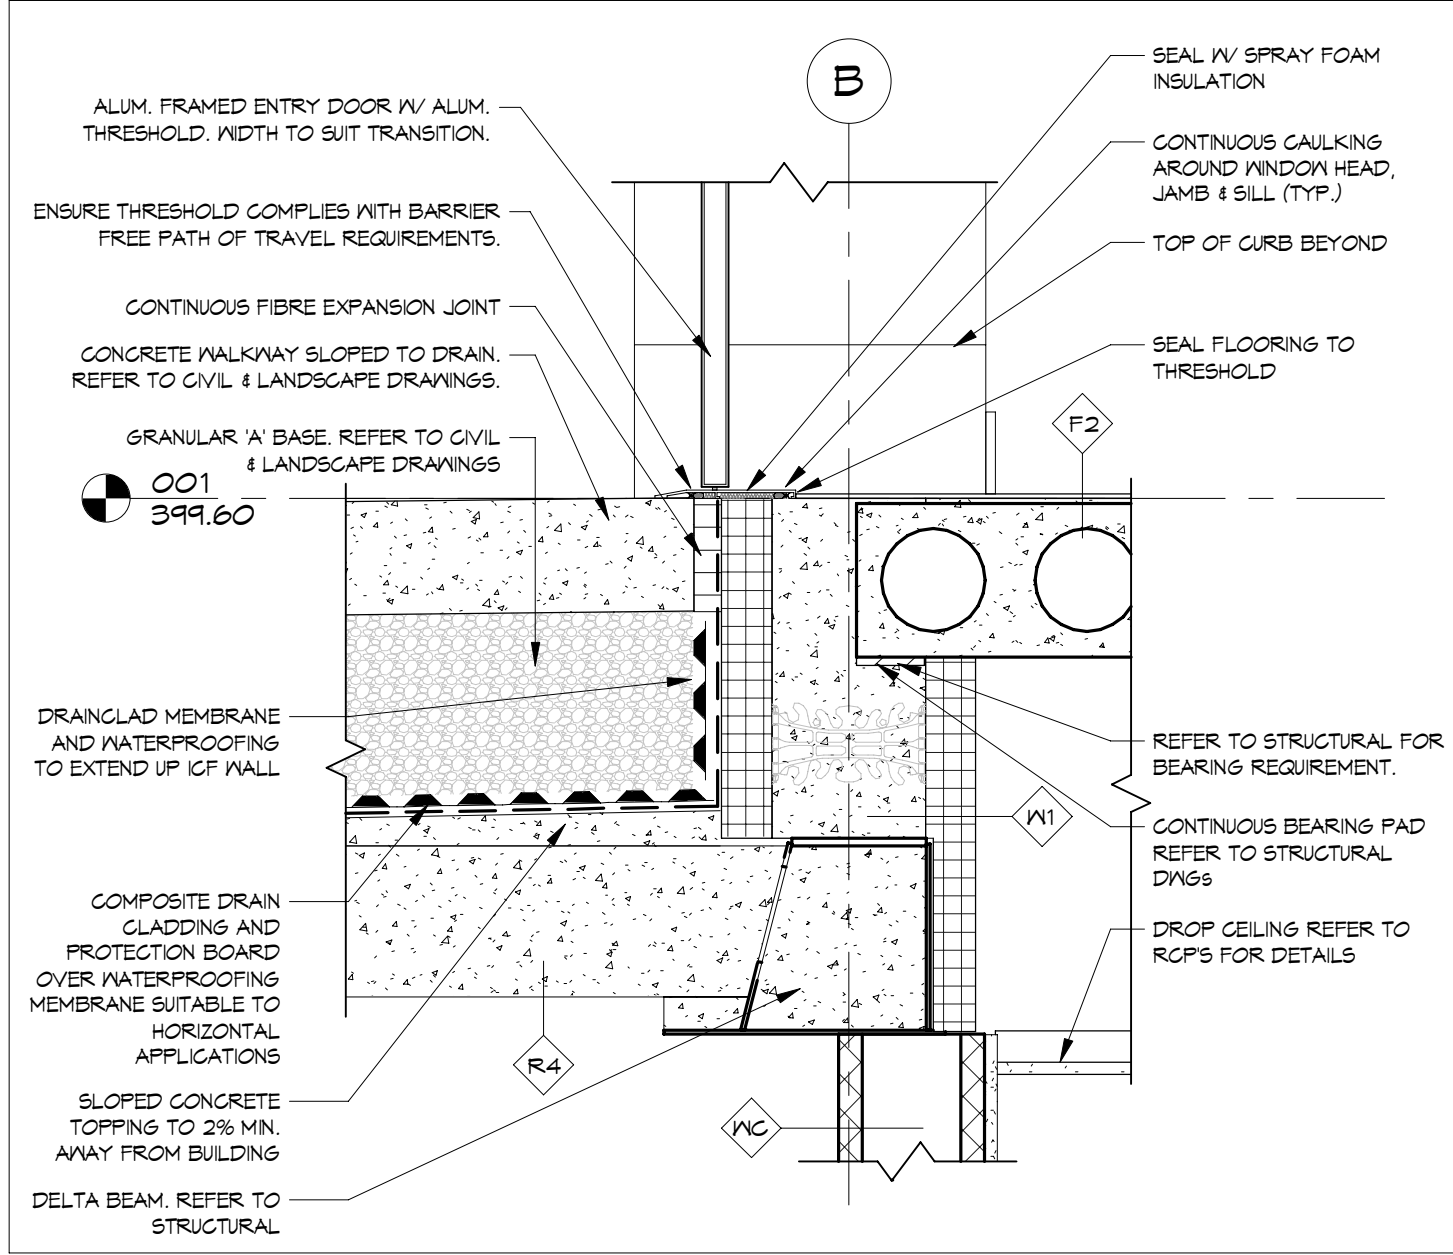 B
ALUM. FRAMED ENTRY DOOR W/ ALUM.
THRESHOLD. WIDTH TO SUIT TRANSITION.
ENSURE THRESHOLD COMPLIES WITH BARRIER
FREE PATH OF TRAVEL REQUIREMENTS.
CONTINUOUS FIBRE EXPANSION JOINT
CONCRETE WALKWAY SLOPED TO DRAIN.
REFER TO CIVIL & LANDSCAPE DRAWINGS.
GRANULAR 'A' BASE. REFER TO CIVIL
& LANDSCAPE DRAWINGS
001
399.60
DRAINCLAD MEMBRANE
AND WATERPROOFING
TO EXTEND UP ICF WALL
COMPOSITE DRAIN
CLADDING AND
PROTECTION BOARD
OVER WATERPROOFING
MEMBRANE SUITABLE TO
HORIZONTAL
APPLICATIONS
SLOPED CONCRETE
TOPPING TO 2% MIN.
AWAY FROM BUILDING
DELTA BEAM. REFER TO
STRUCTURAL
SEAL W/ SPRAY FOAM
INSULATION
CONTINUOUS CAULKING
AROUND WINDOW HEAD,
JAMB & SILL (TYP.)
TOP OF CURB BEYOND
SEAL FLOORING TO
THRESHOLD
F2
REFER TO STRUCTURAL FOR
BEARING REQUIREMENT.
W1
CONTINUOUS BEARING PAD
REFER TO STRUCTURAL
DWGs
DROP CEILING REFER TO
RCP'S FOR DETAILS
R4
WC